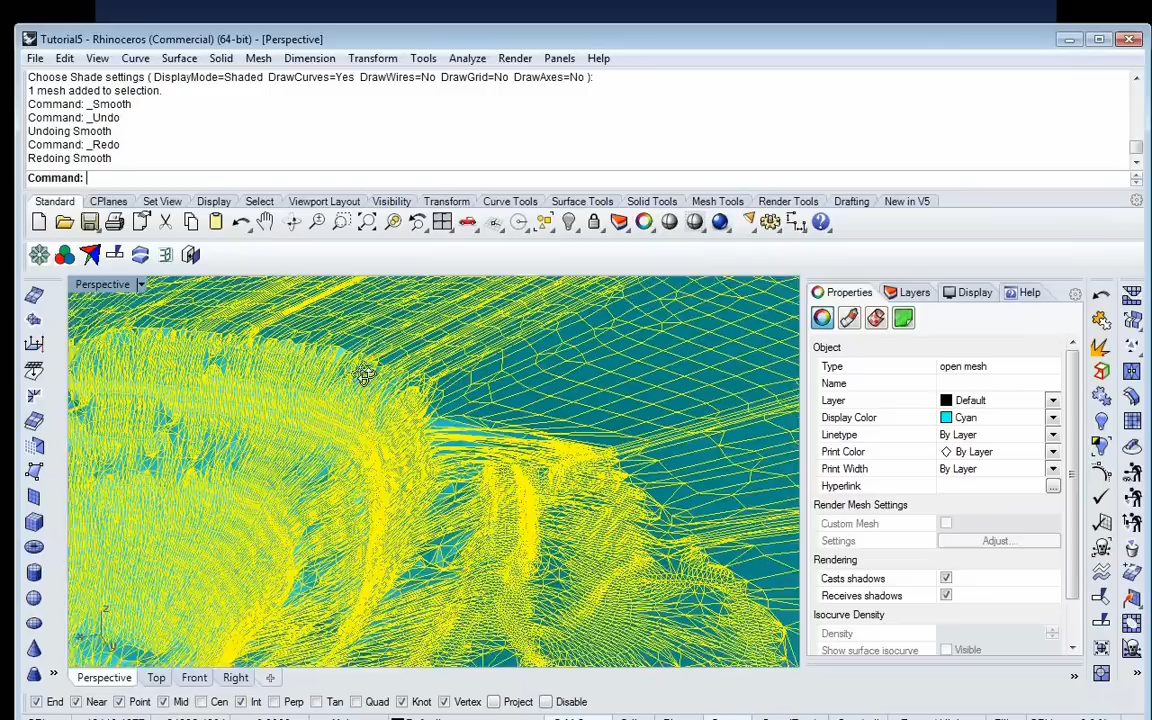 Tutorial5 - Rhinoceros (Commercial) (64-bit) - [Perspective]
File Edit View Curve Surface Solid Mesh Dimension Transform Tools Analyze Render Panels Help
Choose Shade settings ( DisplayMode=Shaded DrawCurves=Yes DrawWires=No DrawGrid=No DrawAxes=No ):
1 mesh added to selection.
Command: _Smooth
Command: _Undo
Undoing Smooth
Command: _Redo
Redoing Smooth
Command:
Standard CPlanes Set View Display Select Viewport Layout Visibility Transform Curve Tools Surface Tools Solid Tools Mesh Tools Render Tools Drafting New in V5
Perspective
Properties Layers Display Help
Object
Type open mesh
Name
Layer Default
Display Color Cyan
Linetype By Layer
Print Color By Layer
Print Width By Layer
Hyperlink ...
Render Mesh Settings
Custom Mesh
Settings Adjust...
Rendering
Casts shadows
Receives shadows
Isocurve Density
Density
Show surface isocurve Visible
z
Perspective Top Front Right
End Near Point Mid Cen Int Perp Tan Quad Knot Vertex Project Disable